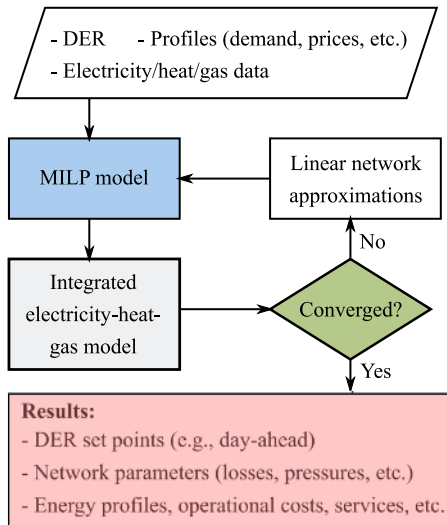 - DER - Profiles (demand, prices, etc.)
- Electricity/heat/gas data
MILP model
Linear network
approximations
No
Integrated
electricity-heat-
gas model
Converged?
Yes
Results:
- DER set points (e.g., day-ahead)
- Network parameters (losses, pressures, etc.)
- Energy profiles, operational costs, services, etc.